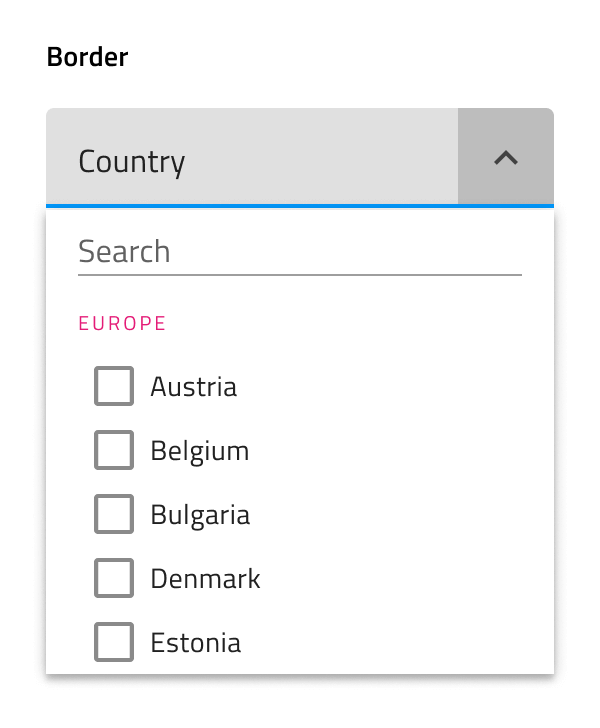 Border
Country
Search
EUROPE
Austria
Belgium
Bulgaria
Denmark
Estonia